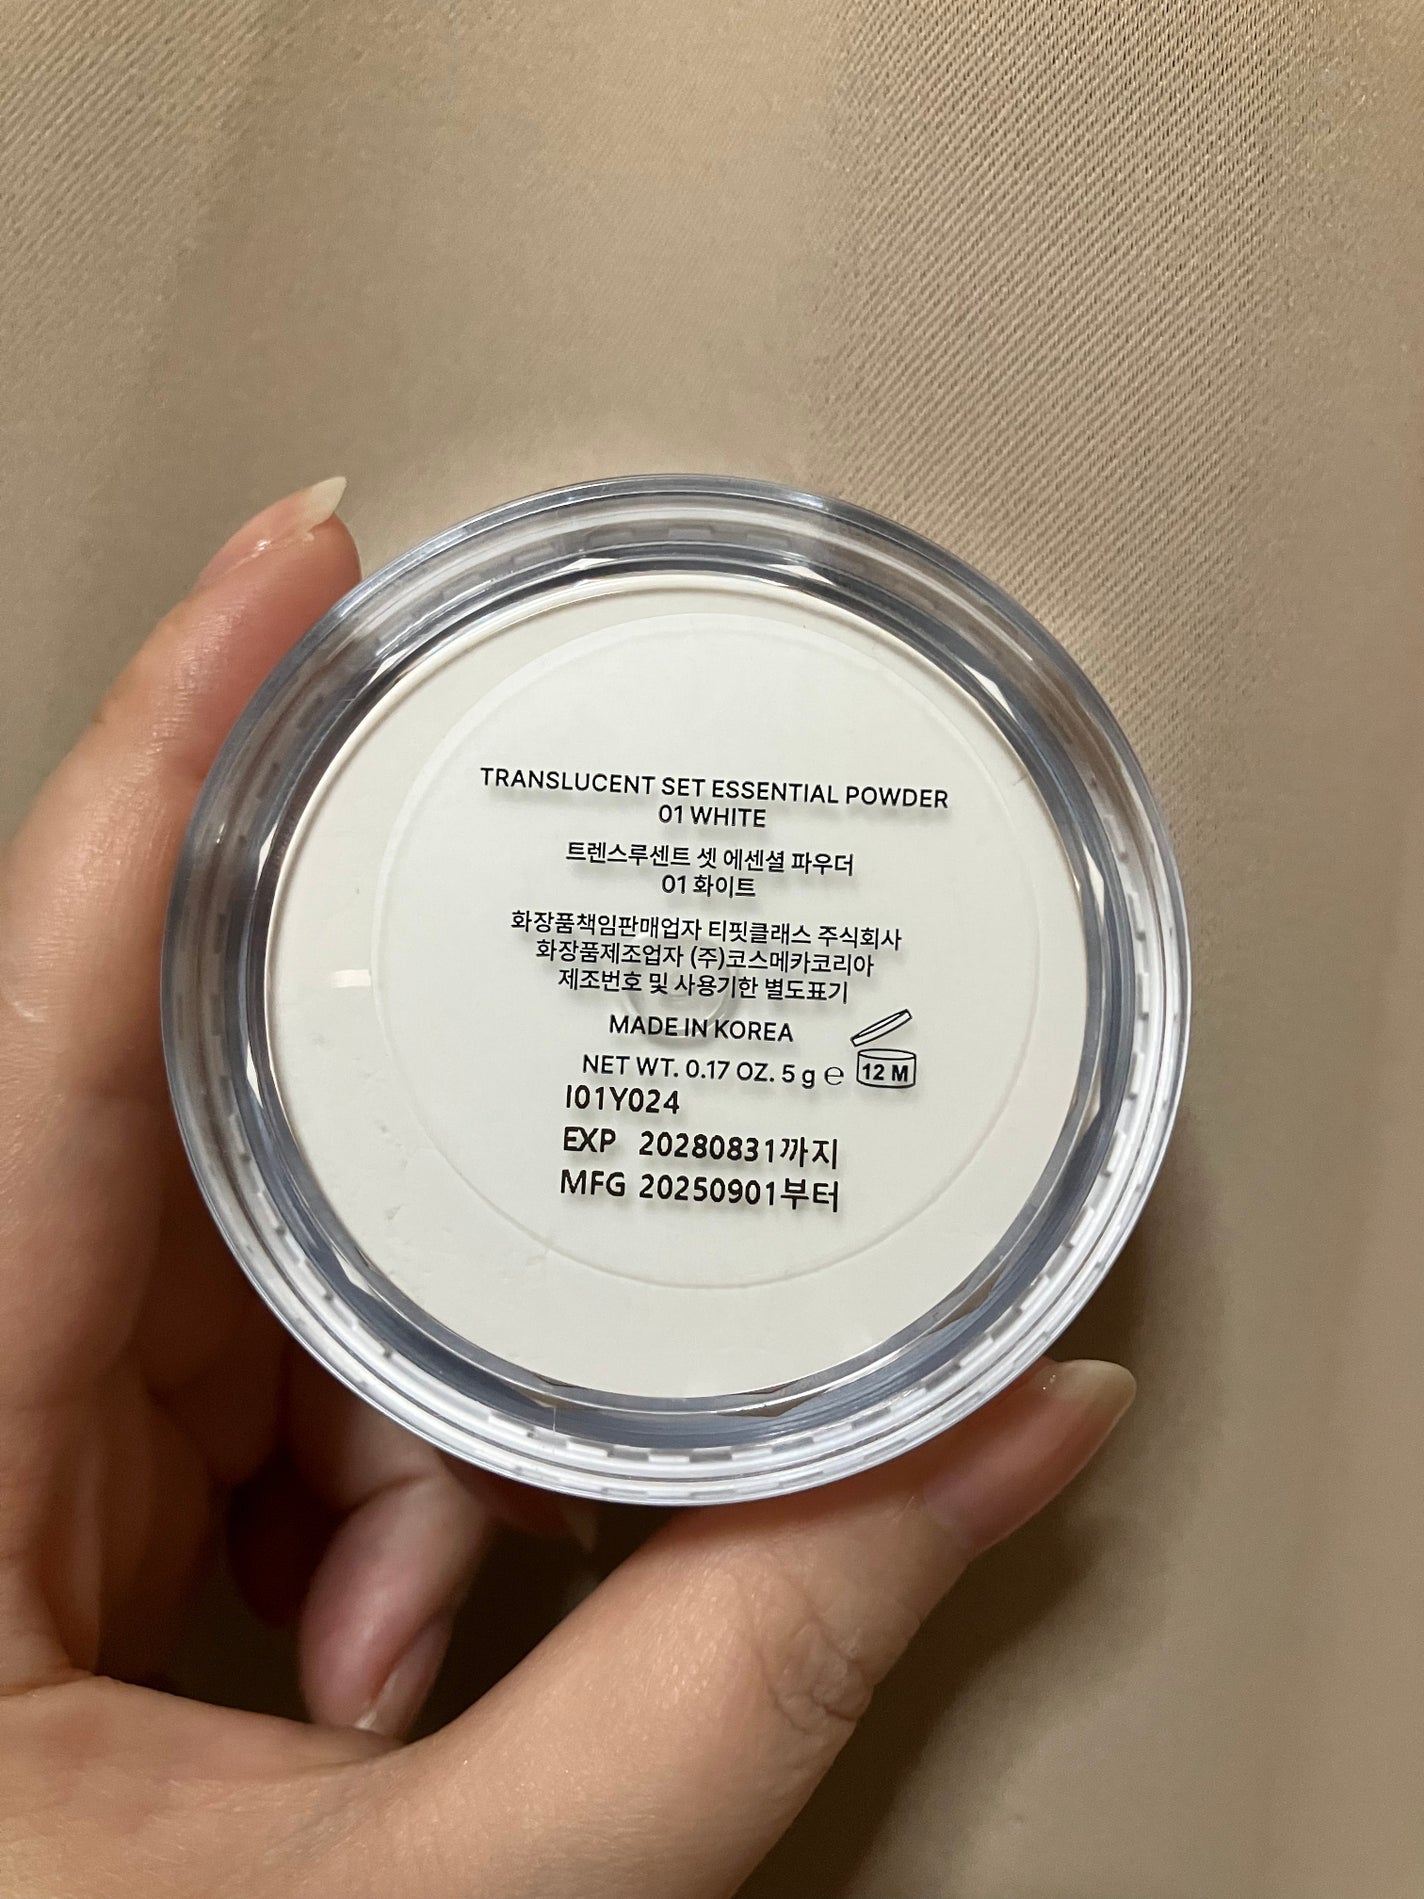 TRANSLUCENT SET ESSENTIAL POWDER
01 WHITE
트렌스루센트 셋 에센셜 파우더
01 화이트
화장품책임판매업자 티핏클래스 주식회사
화장품제조업자 (주)코스메카코리아
제조번호 및 사용기한 별도표기
MADE IN KOREA
NET WT. 0.17 OZ. 5 g ℮ 12 M
I01Y024
EXP 20280831까지
MFG 20250901부터